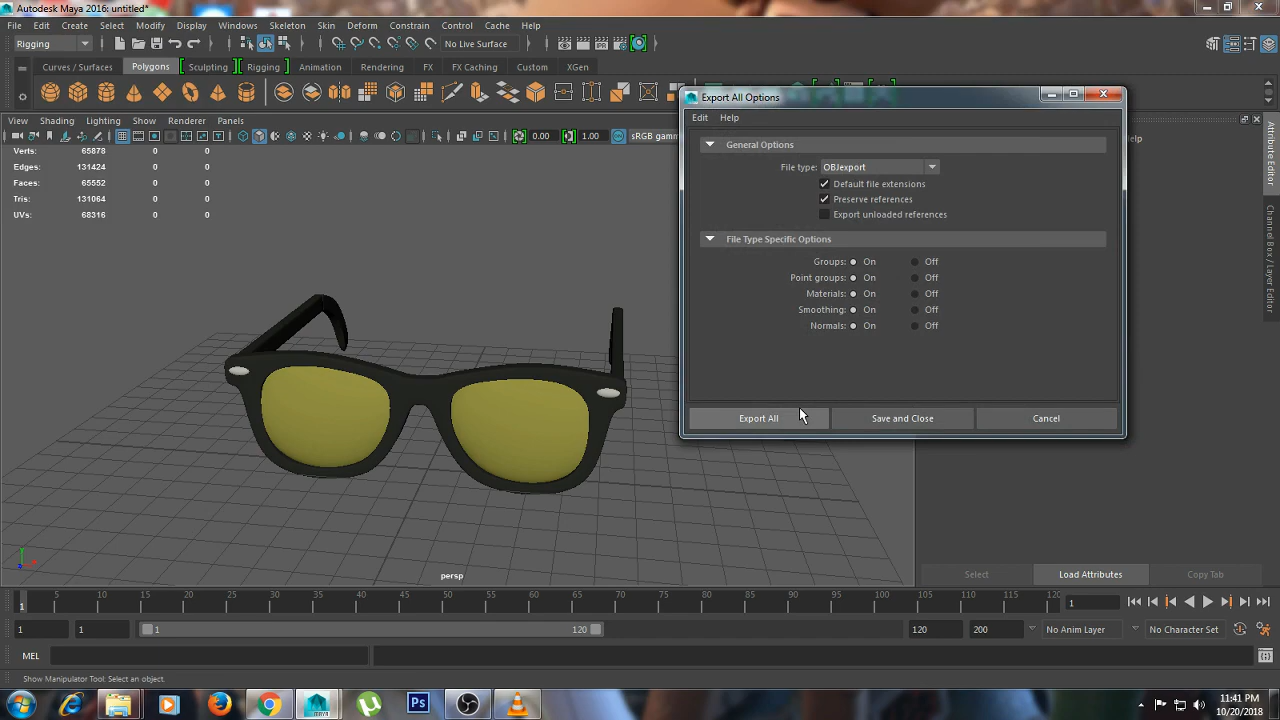 Autodesk Maya 2016: untitled*
File Edit Create Select Modify Display Windows Skeleton Skin Deform Constrain Control Cache Help
Rigging No Live Surface
Curves / Surfaces Polygons Sculpting Rigging Animation Rendering FX FX Caching Custom XGen
View Shading Lighting Show Renderer Panels
0.00 1.00 sRGB gamm
Verts: 65878 0 0
Edges: 131424 0 0
Faces: 65552 0 0
Tris: 131064 0 0
UVs: 68316 0 0
persp
Export All Options
Edit Help
General Options
File type: OBJexport
Default file extensions
Preserve references
Export unloaded references
File Type Specific Options
Groups: On Off
Point groups: On Off
Materials: On Off
Smoothing: On Off
Normals: On Off
Export All Save and Close Cancel
Help
Attribute Editor
Channel Box / Layer Editor
Select Load Attributes Copy Tab
1 5 10 15 20 25 30 35 40 45 50 55 60 65 70 75 80 85 90 95 100 105 110 115 120 1
1 1 1 120 120 200 No Anim Layer No Character Set
MEL
Show Manipulator Tool: Select an object.
Ps
11:41 PM
10/20/2018